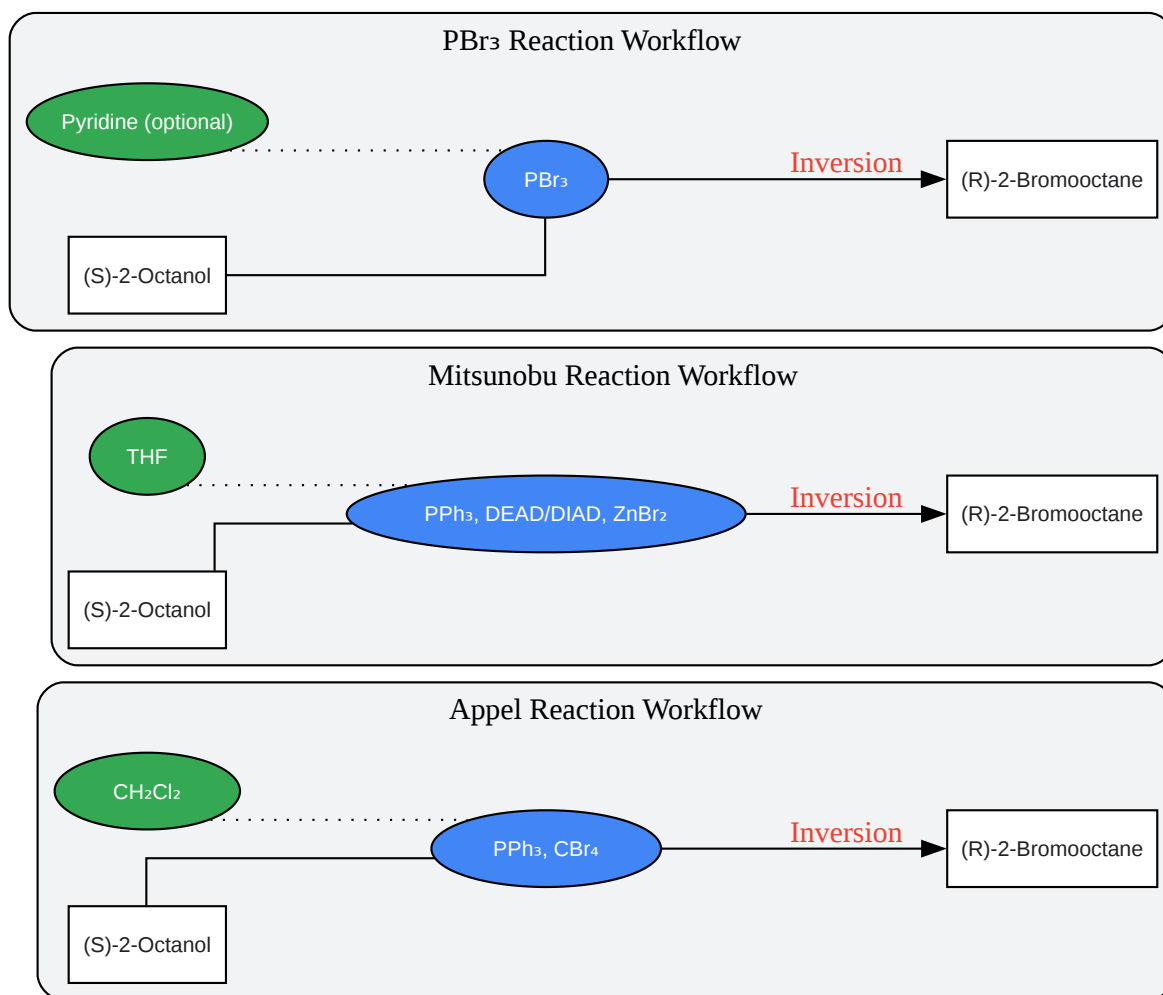 PBr₃ Reaction Workflow
Pyridine (optional)
PBr₃
Inversion
(R)-2-Bromooctane
(S)-2-Octanol
Mitsunobu Reaction Workflow
THF
PPh₃, DEAD/DIAD, ZnBr₂
Inversion
(R)-2-Bromooctane
(S)-2-Octanol
Appel Reaction Workflow
CH₂Cl₂
PPh₃, CBr₄
Inversion
(R)-2-Bromooctane
(S)-2-Octanol